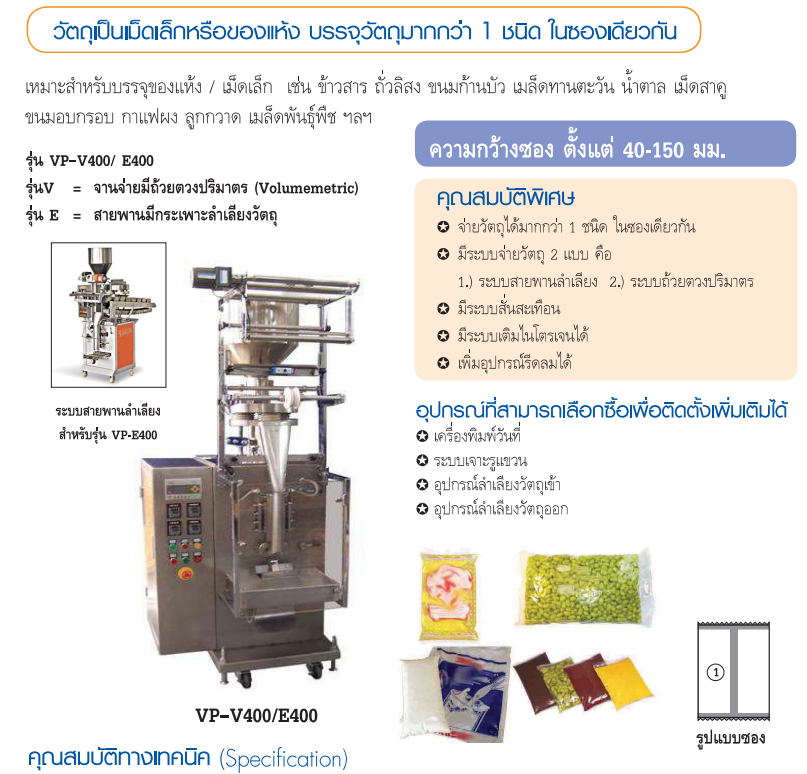 วัตถุเป็นเม็ดเล็กหรือของแห้ง บรรจุวัตถุมากกว่า 1 ชนิด ในซองเดียวกัน
เหมาะสำหรับบรรจุของแห้ง / เม็ดเล็ก เช่น ข้าวสาร ถั่วลิสง ขนมก้านบัว เมล็ดทานตะวัน น้ำตาล เม็ดสาคู
ขนมอบกรอบ กาแฟผง ลูกกวาด เมล็ดพันธุ์พืช ฯลฯ
รุ่น VP-V400/ E400
รุ่นV = จานจ่ายมีถ้วยตวงปริมาตร (Volumemetric)
รุ่น E = สายพานมีกระเพาะลำเลียงวัตถุ
ระบบสายพานลำเลียง
สำหรับรุ่น VP-E400
VP-V400/E400
ความกว้างซอง ตั้งแต่ 40-150 มม.
คุณสมบัติพิเศษ
✪ จ่ายวัตถุได้มากกว่า 1 ชนิด ในซองเดียวกัน
✪ มีระบบจ่ายวัตถุ 2 แบบ คือ
1.) ระบบสายพานลำเลียง 2.) ระบบถ้วยตวงปริมาตร
✪ มีระบบสั่นสะเทือน
✪ มีระบบเติมไนโตรเจนได้
✪ เพิ่มอุปกรณ์รีดลมได้
อุปกรณ์ที่สามารถเลือกซื้อเพื่อติดตั้งเพิ่มเติมได้
✪ เครื่องพิมพ์วันที่
✪ ระบบเจาะรูแขวน
✪ อุปกรณ์ลำเลียงวัตถุเข้า
✪ อุปกรณ์ลำเลียงวัตถุออก
1
รูปแบบซอง
คุณสมบัติทางเทคนิค (Specification)